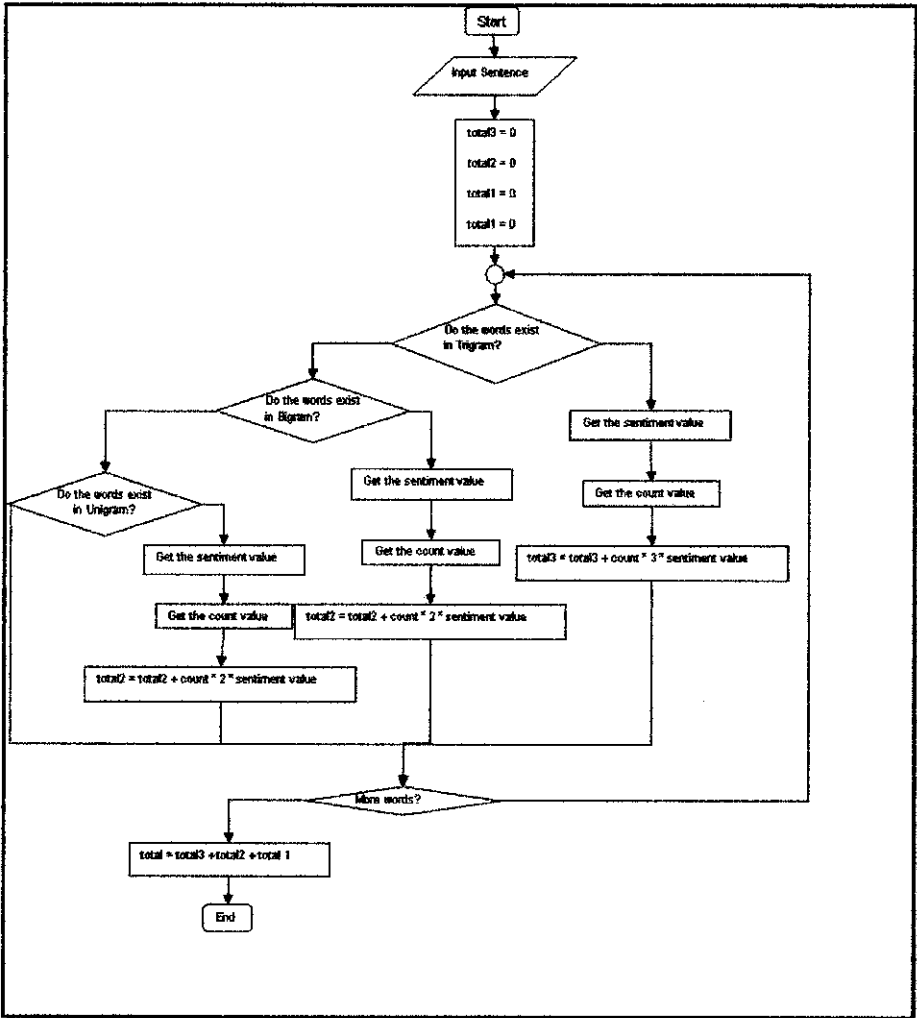 Start
Input Sentence
total3 = 0
total2 = 0
total1 = 0
total1 = 0
Do the words exist
in Trigram?
Do the words exist
in Bigram?
Get the sentiment value
Do the words exist
in Unigram?
Get the sentiment value
Get the count value
Get the sentiment value
Get the count value
total3 = total3 + count * 3 * sentiment value
Get the count value
total2 = total2 + count * 2 * sentiment value
total2 = total2 + count * 2 * sentiment value
More words?
total = total3 +total2 +total 1
End